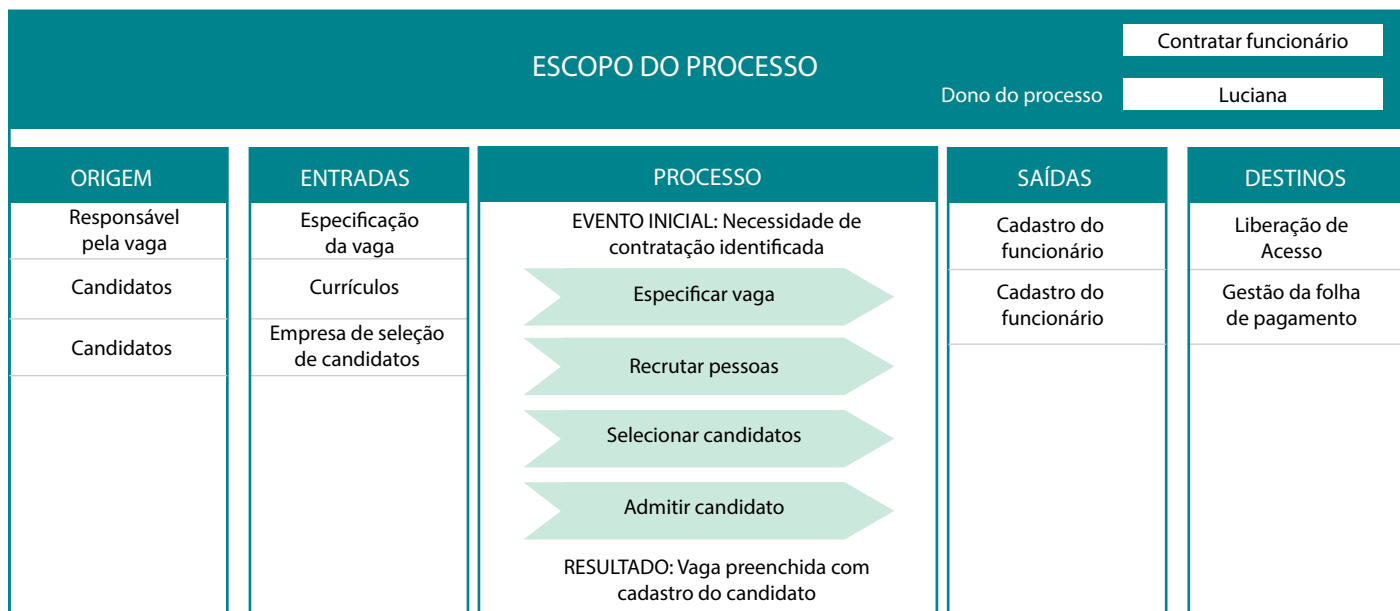 Contratar funcionário
ESCOPO DO PROCESSO
Dono do processo
Luciana
ORIGEM
Responsável
pela vaga
Candidatos
Candidatos
ENTRADAS
Especificação
da vaga
Currículos
Empresa de seleção
de candidatos
PROCESSO
EVENTO INICIAL: Necessidade de
contratação identificada
Especificar vaga
Recrutar pessoas
Selecionar candidatos
Admitir candidato
RESULTADO: Vaga preenchida com
cadastro do candidato
SAÍDAS
Cadastro do
funcionário
Cadastro do
funcionário
DESTINOS
Liberação de
Acesso
Gestão da folha
de pagamento